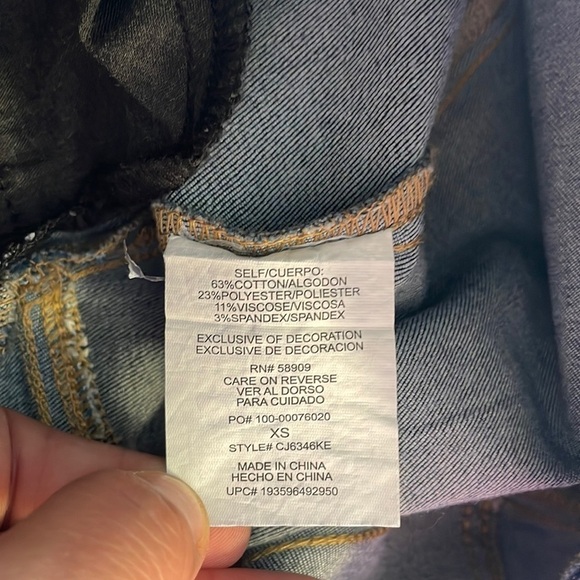 SELF/CUERPO:
63%COTTON/ALGODON
23%POLYESTER/POLIESTER
11%VISCOSE/VISCOSA
3%SPANDEX/SPANDEX
EXCLUSIVE OF DECORATION
EXCLUSIVE DE DECORACION
RN# 58909
CARE ON REVERSE
VER AL DORSO
PARA CUIDADO
PO# 100-00076020
XS
STYLE# CJ6346KE
MADE IN CHINA
HECHO EN CHINA
UPC# 193596492950